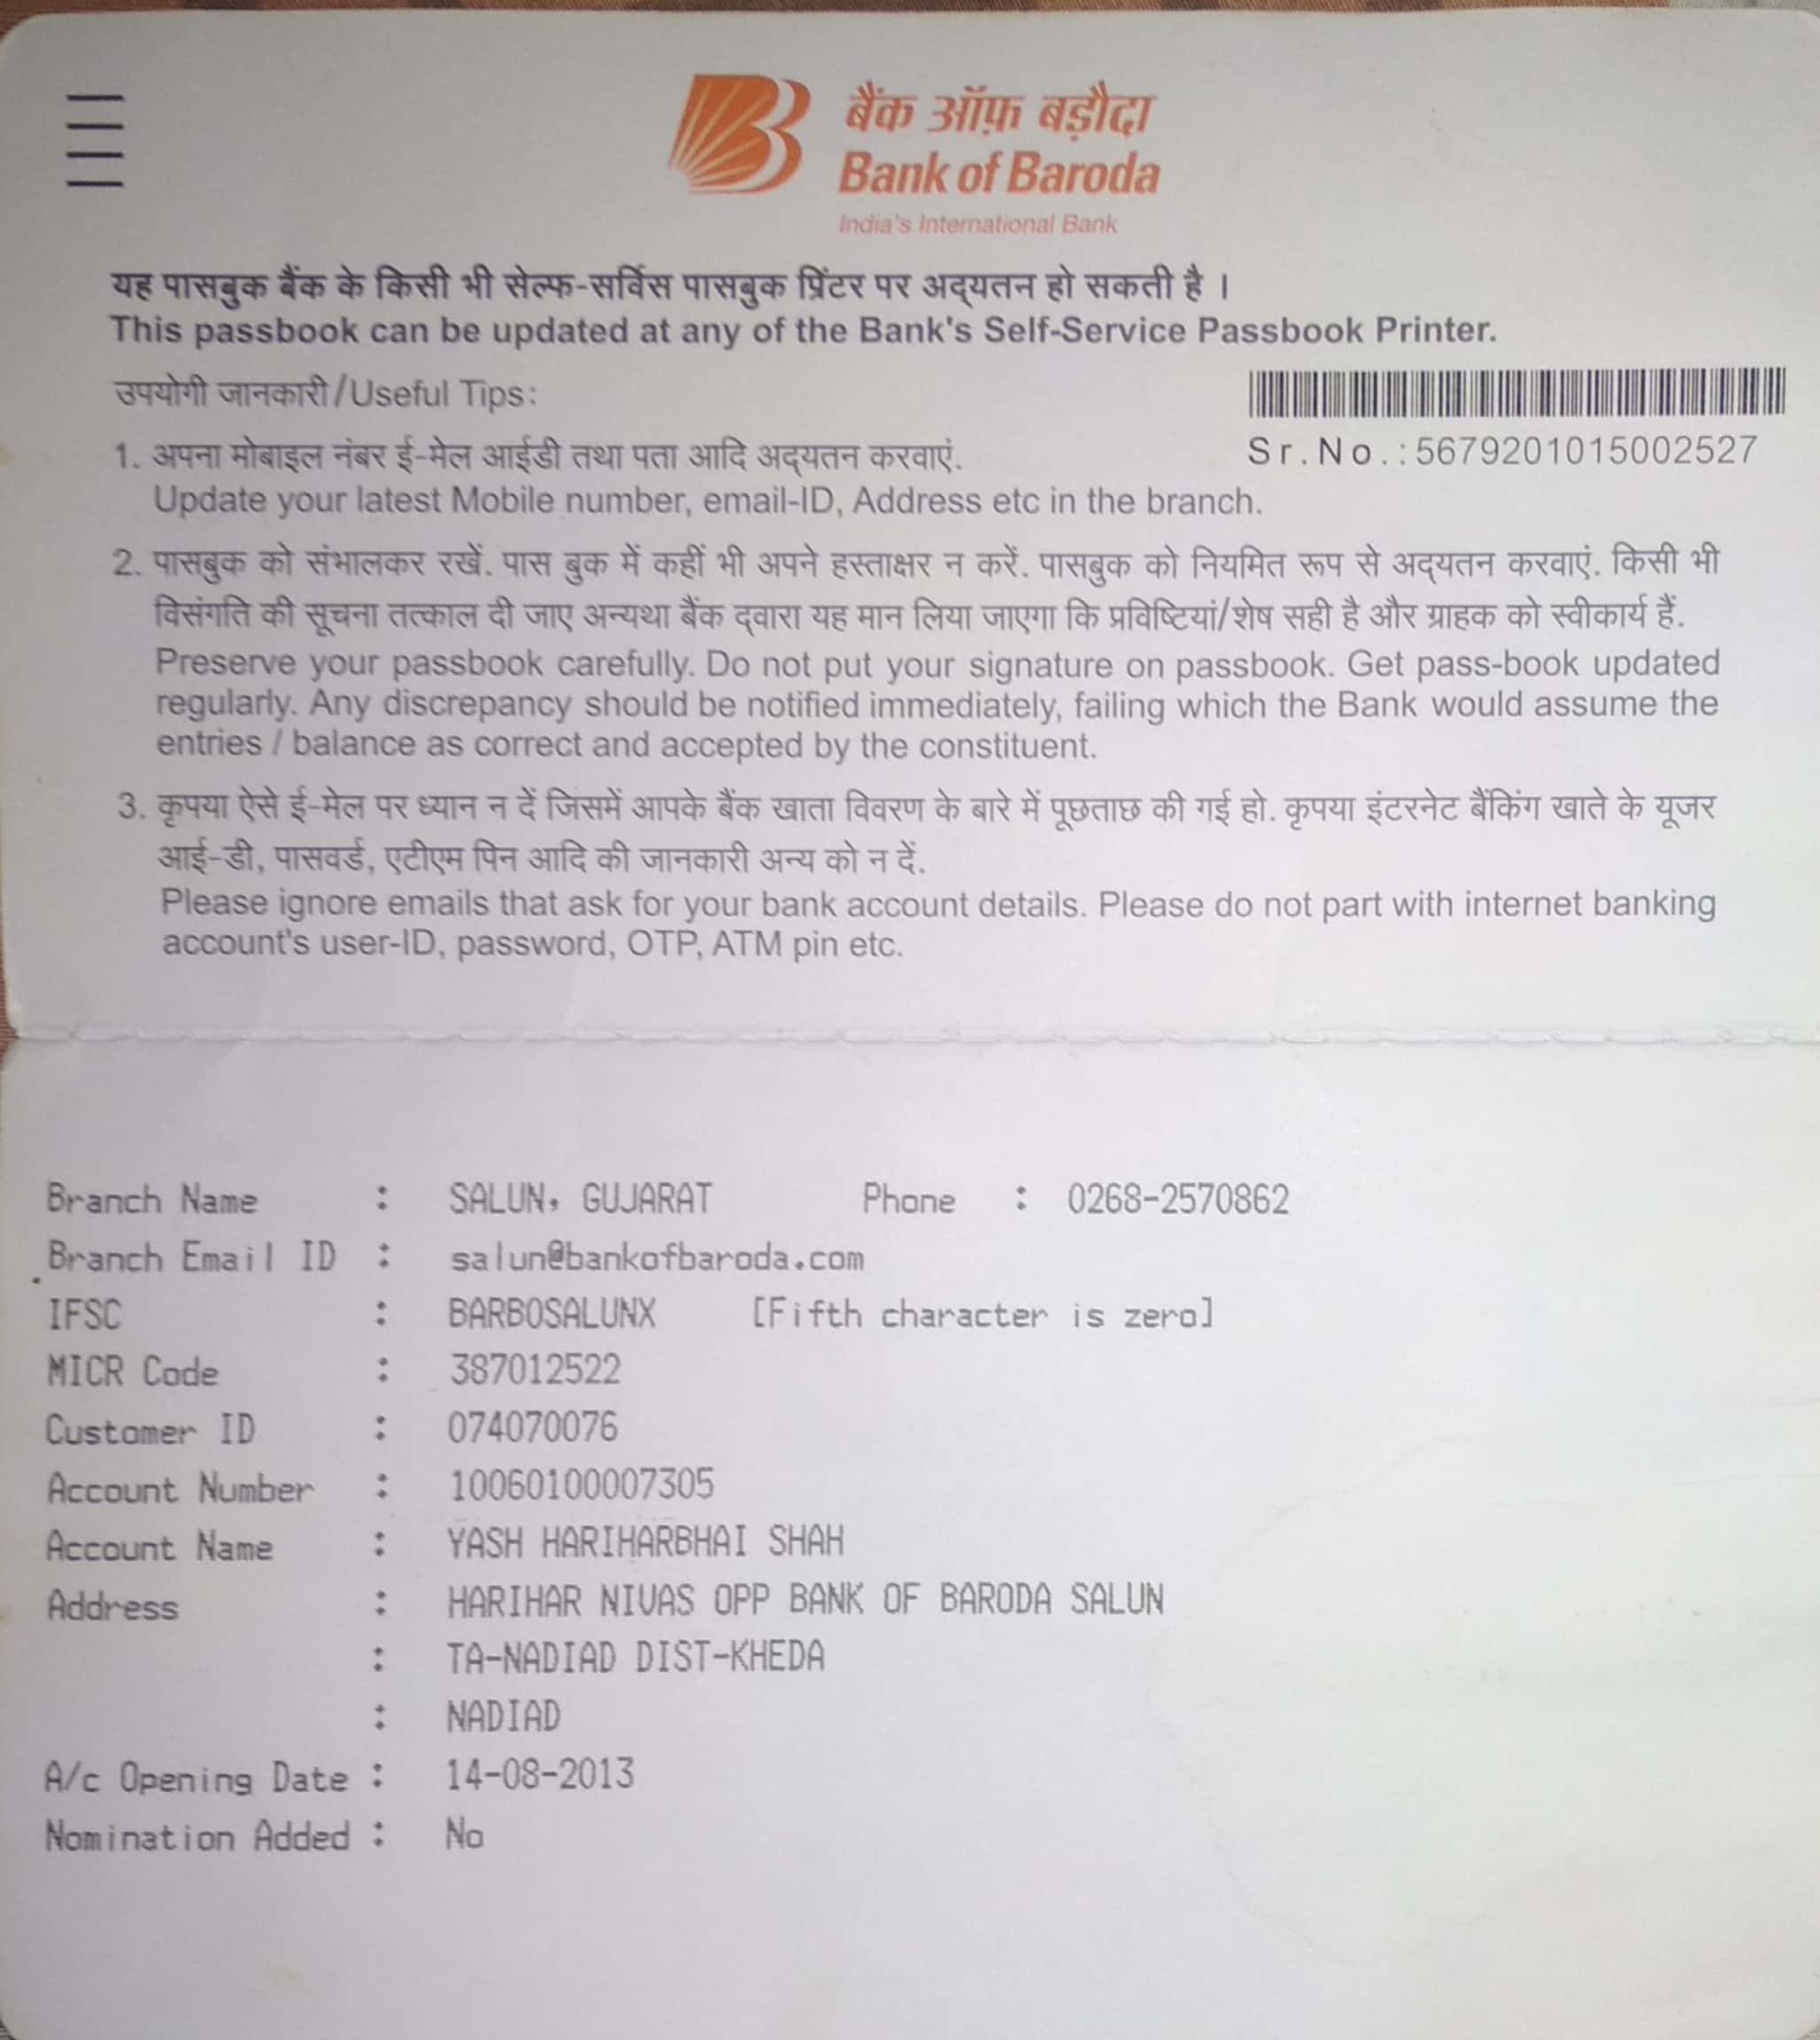 बैंक ऑफ़ बड़ौदा
Bank of Baroda
India's International Bank
यह पासबुक बैंक के किसी भी सेल्फ-सर्विस पासबुक प्रिंटर पर अद्यतन हो सकती है ।
This passbook can be updated at any of the Bank's Self-Service Passbook Printer.
उपयोगी जानकारी/Useful Tips:
Sr.No.:5679201015002527
1. अपना मोबाइल नंबर ई-मेल आईडी तथा पता आदि अद्यतन करवाएं.
Update your latest Mobile number, email-ID, Address etc in the branch.
2. पासबुक को संभालकर रखें. पास बुक में कहीं भी अपने हस्ताक्षर न करें. पासबुक को नियमित रूप से अद्यतन करवाएं. किसी भी
विसंगति की सूचना तत्काल दी जाए अन्यथा बैंक द्वारा यह मान लिया जाएगा कि प्रविष्टियां/शेष सही है और ग्राहक को स्वीकार्य हैं.
Preserve your passbook carefully. Do not put your signature on passbook. Get pass-book updated
regularly. Any discrepancy should be notified immediately, failing which the Bank would assume the
entries / balance as correct and accepted by the constituent.
3. कृपया ऐसे ई-मेल पर ध्यान न दें जिसमें आपके बैंक खाता विवरण के बारे में पूछताछ की गई हो. कृपया इंटरनेट बैंकिंग खाते के यूजर
आई-डी, पासवर्ड, एटीएम पिन आदि की जानकारी अन्य को न दें.
Please ignore emails that ask for your bank account details. Please do not part with internet banking
account's user-ID, password, OTP, ATM pin etc.
Branch Name : SALUN, GUJARAT Phone : 0268-2570862
Branch Email ID : salun@bankofbaroda.com
IFSC : BARB0SALUNX [Fifth character is zero]
MICR Code : 387012522
Customer ID : 074070076
Account Number : 10060100007305
Account Name : YASH HARIHARBHAI SHAH
Address : HARIHAR NIVAS OPP BANK OF BARODA SALUN
: TA-NADIAD DIST-KHEDA
: NADIAD
A/c Opening Date : 14-08-2013
Nomination Added : No